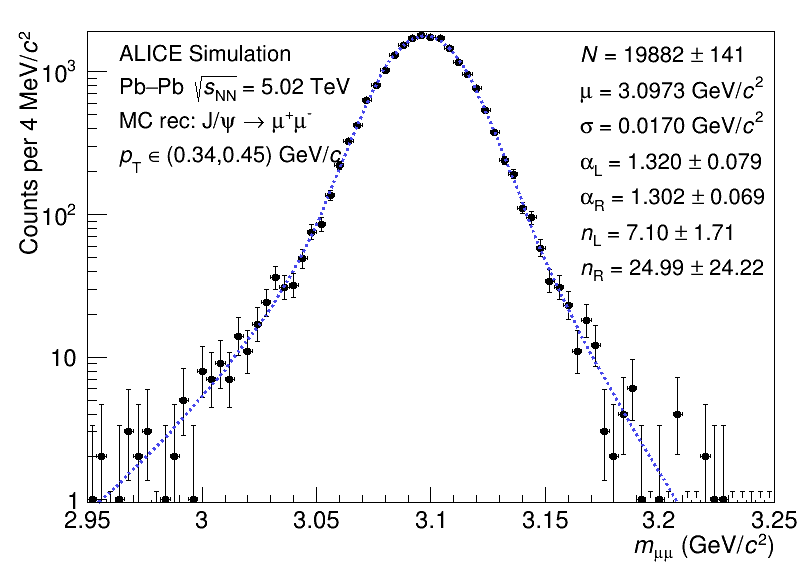 ALICE Simulation
Pb–Pb √sNN = 5.02 TeV
MC rec: J/ψ → μ+μ-
pT ∈ (0.34,0.45) GeV/c
N = 19882 ± 141
μ = 3.0973 GeV/c²
σ = 0.0170 GeV/c²
αL = 1.320 ± 0.079
αR = 1.302 ± 0.069
nL = 7.10 ± 1.71
nR = 24.99 ± 24.22
Counts per 4 MeV/c²
10³
10²
10
1
2.95 3 3.05 3.1 3.15 3.2 3.25
mμμ (GeV/c²)